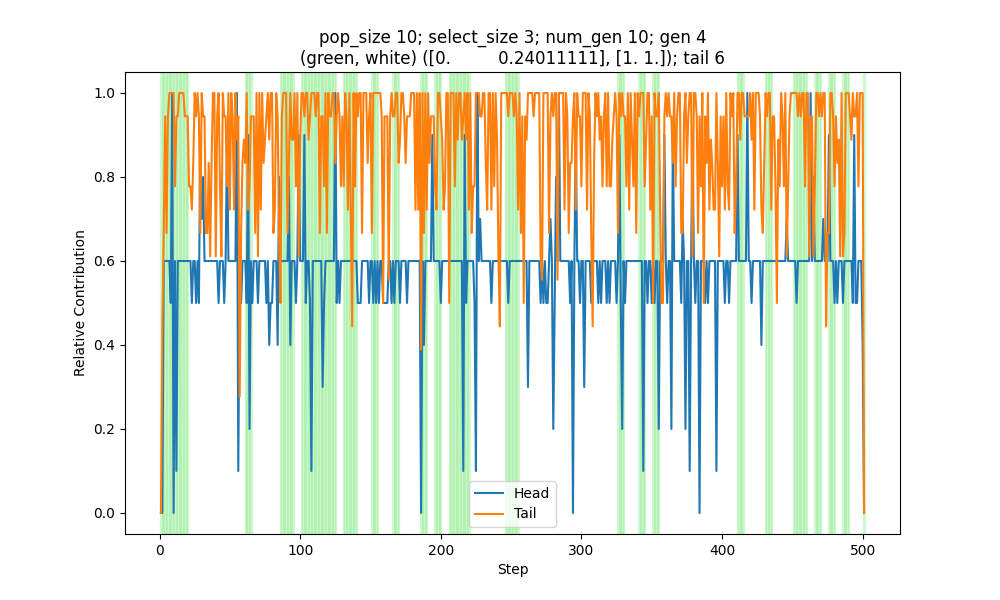 pop_size 10; select_size 3; num_gen 10; gen 4
(green, white) ([0.         0.24011111], [1. 1.]); tail 6
1.0
0.8
0.6
0.4
0.2
0.0
Relative Contribution
Head
Tail
0
100
200
300
400
500
Step